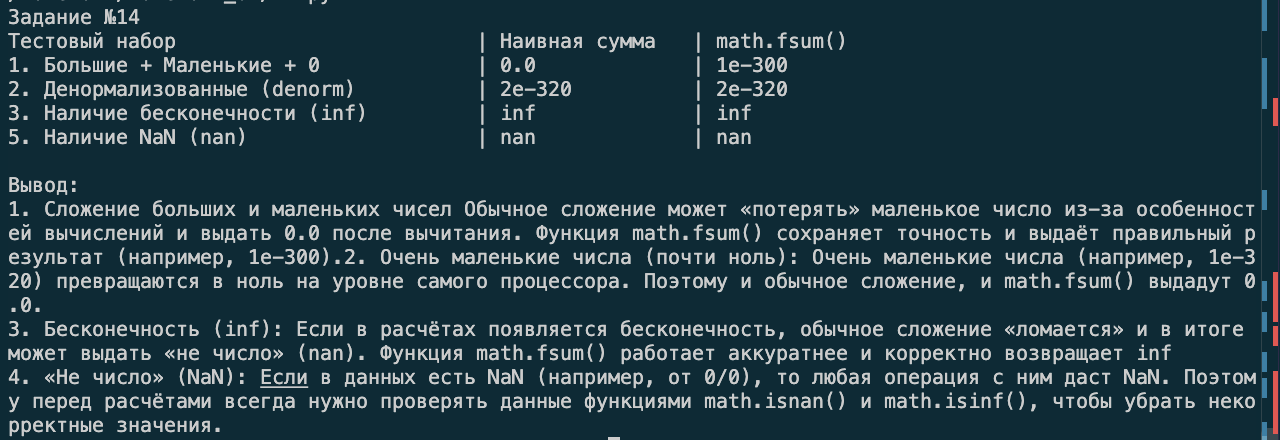 Задание №14
Тестовый набор | Наивная сумма | math.fsum()
1. Большие + Маленькие + 0 | 0.0 | 1e-300
2. Денормализованные (denorm) | 2e-320 | 2e-320
3. Наличие бесконечности (inf) | inf | inf
5. Наличие NaN (nan) | nan | nan
Вывод:
1. Сложение больших и маленьких чисел Обычное сложение может «потерять» маленькое число из-за особенност
ей вычислений и выдать 0.0 после вычитания. Функция math.fsum() сохраняет точность и выдаёт правильный р
езультат (например, 1e-300).2. Очень маленькие числа (почти ноль): Очень маленькие числа (например, 1e-3
20) превращаются в ноль на уровне самого процессора. Поэтому и обычное сложение, и math.fsum() выдадут 0
.0.
3. Бесконечность (inf): Если в расчётах появляется бесконечность, обычное сложение «ломается» и в итоге
может выдать «не число» (nan). Функция math.fsum() работает аккуратнее и корректно возвращает inf
4. «Не число» (NaN): Если в данных есть NaN (например, от 0/0), то любая операция с ним даст NaN. Поэтом
у перед расчётами всегда нужно проверять данные функциями math.isnan() и math.isinf(), чтобы убрать неко
рректные значения.